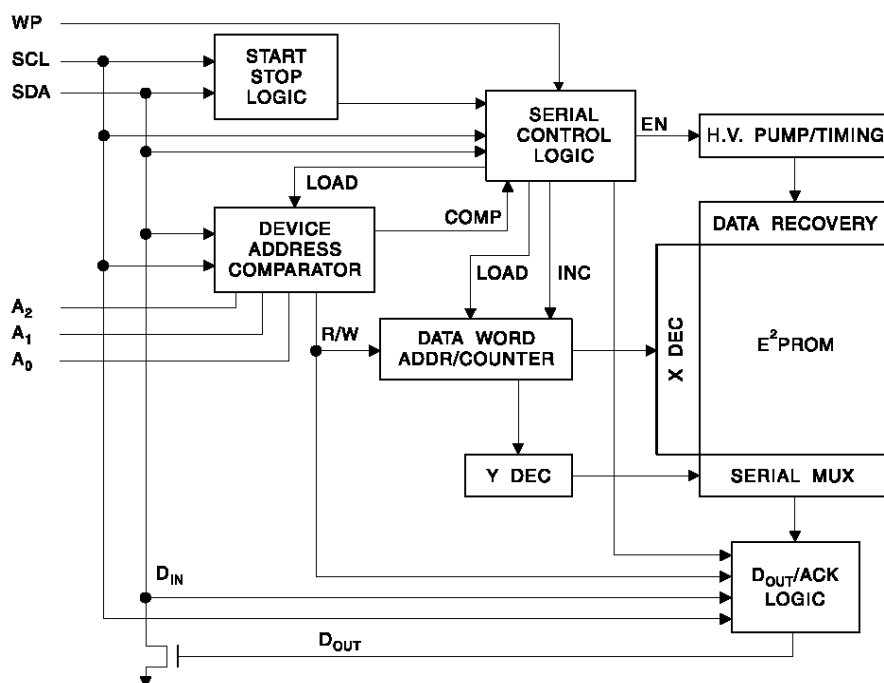 WP
SCL
SDA
START
STOP
LOGIC
SERIAL
CONTROL
LOGIC
EN
H.V. PUMP/TIMING
LOAD
COMP
DEVICE
ADDRESS
COMPARATOR
DATA RECOVERY
LOAD
INC
A2
A1
A0
R/W
DATA WORD
ADDR/COUNTER
X DEC
E²PROM
Y DEC
SERIAL MUX
DIN
DOUT/ACK
LOGIC
DOUT